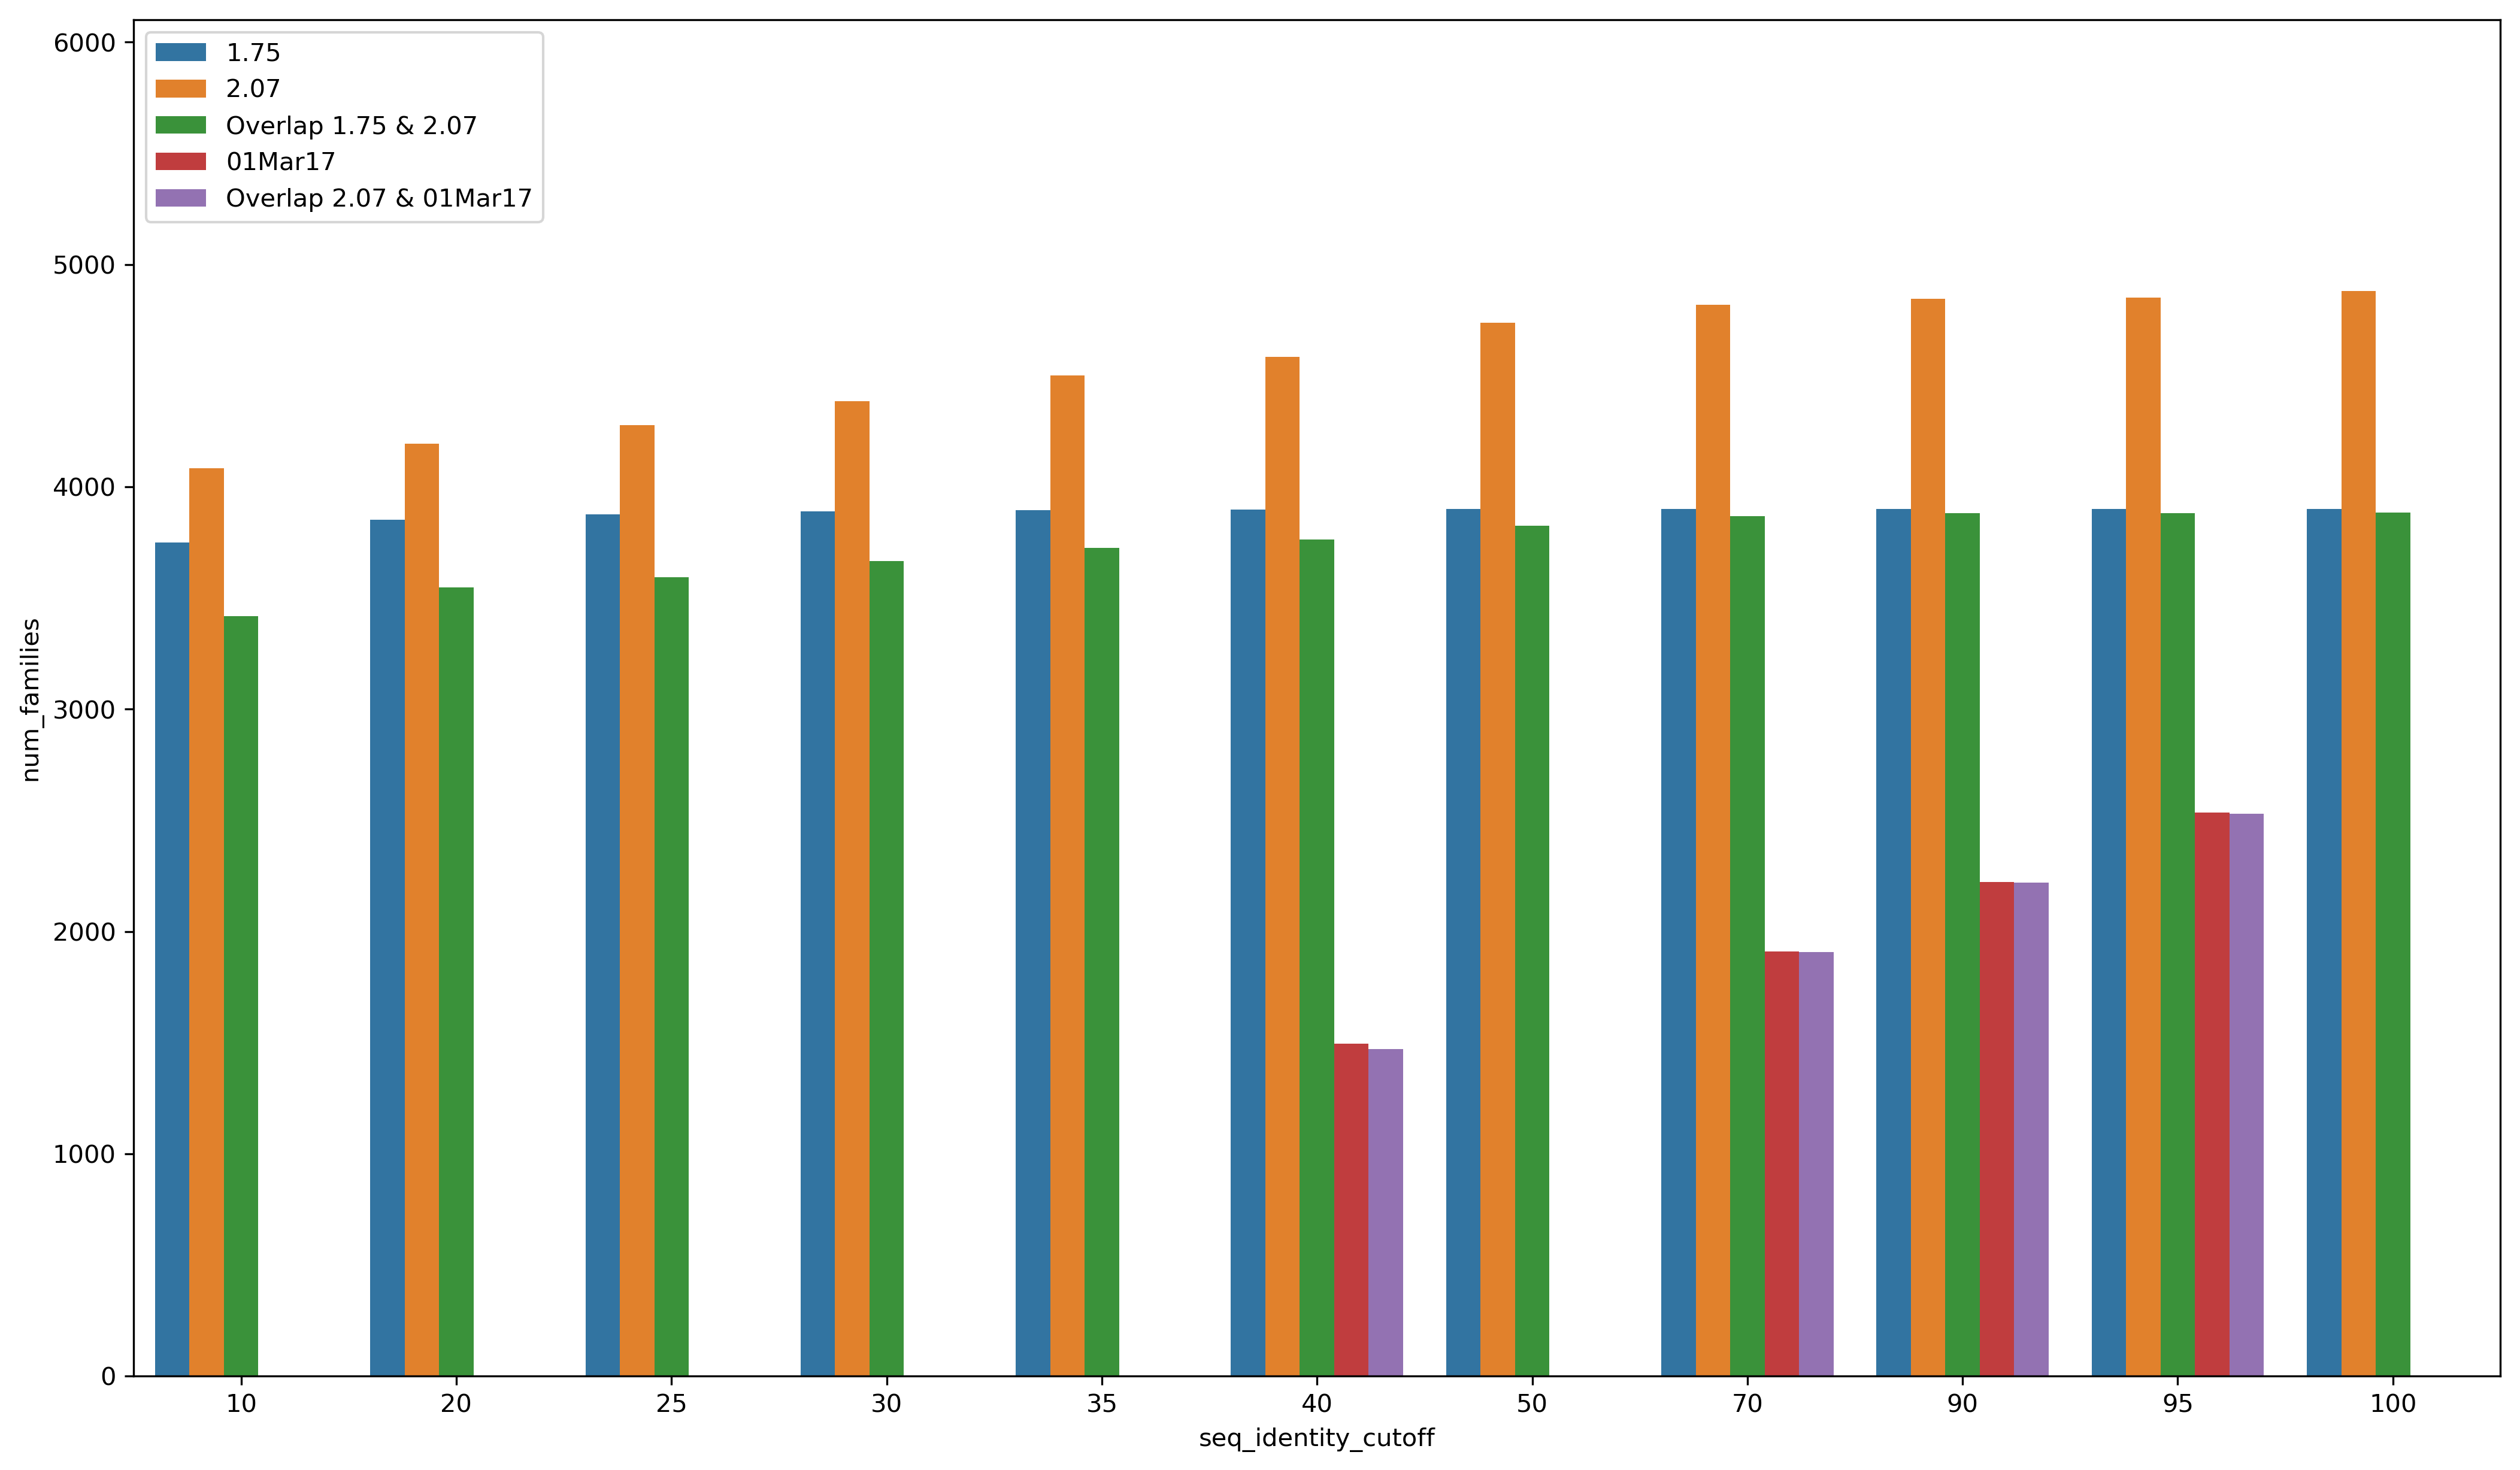 1.75
2.07
Overlap 1.75 & 2.07
01Mar17
Overlap 2.07 & 01Mar17
num_families
6000
5000
4000
3000
2000
1000
0
10 20 25 30 35 40 50 70 90 95 100
seq_identity_cutoff